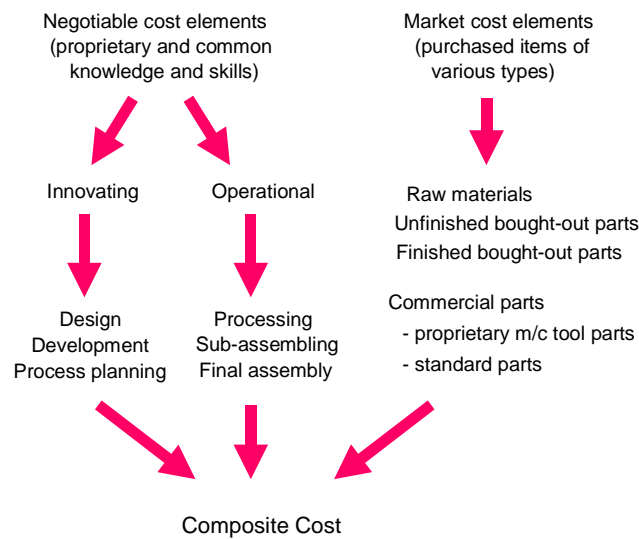 Negotiable cost elements
(proprietary and common
knowledge and skills)
Market cost elements
(purchased items of
various types)
Innovating
Operational
Raw materials
Unfinished bought-out parts
Finished bought-out parts
Design
Development
Process planning
Processing
Sub-assembling
Final assembly
Commercial parts
- proprietary m/c tool parts
- standard parts
Composite Cost